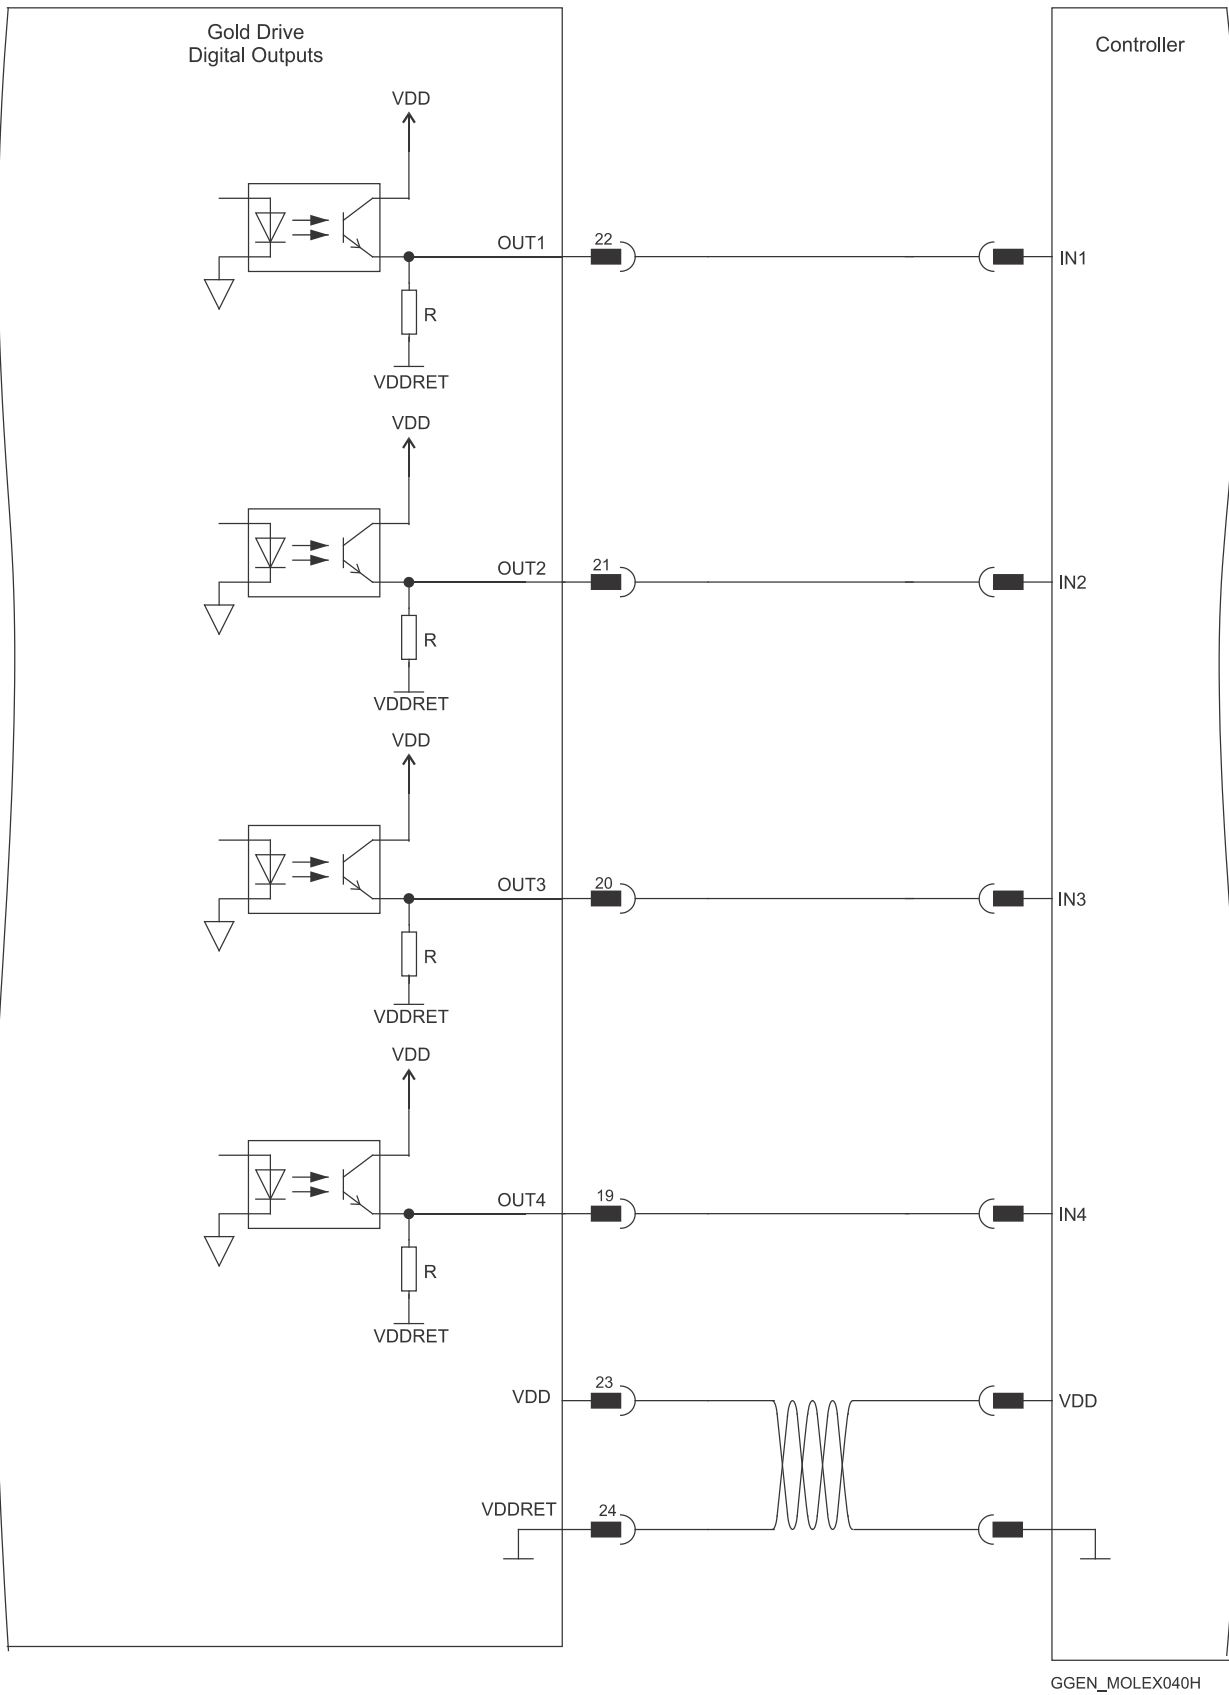 Gold Drive
Digital Outputs
Controller
VDD
OUT1
22
IN1
R
VDDRET
VDD
OUT2
21
IN2
R
VDDRET
VDD
OUT3
20
IN3
R
VDDRET
VDD
OUT4
19
IN4
R
VDDRET
VDD
23
VDD
VDDRET
24
GGEN_MOLEX040H